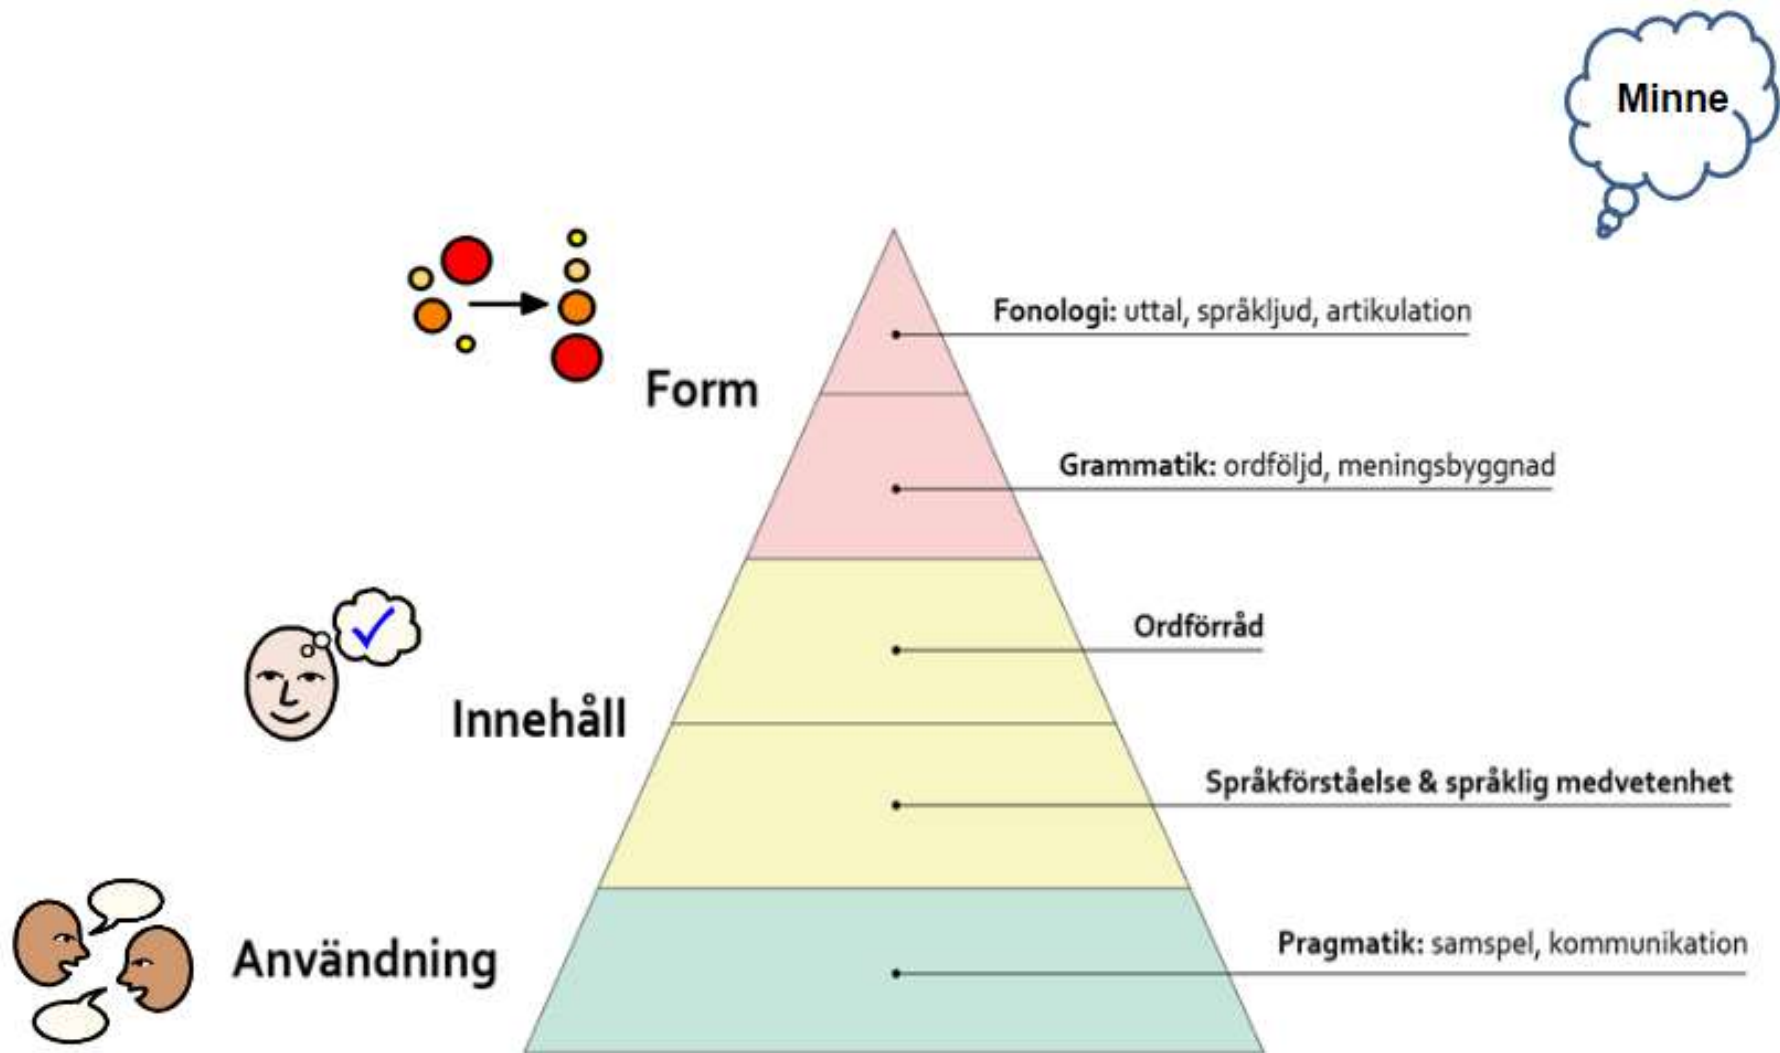 Minne
Fonologi: uttal, språkljud, artikulation
Form
Grammatik: ordföljd, meningsbyggnad
Ordförråd
Innehåll
Språkförståelse & språklig medvetenhet
Pragmatik: samspel, kommunikation
Användning